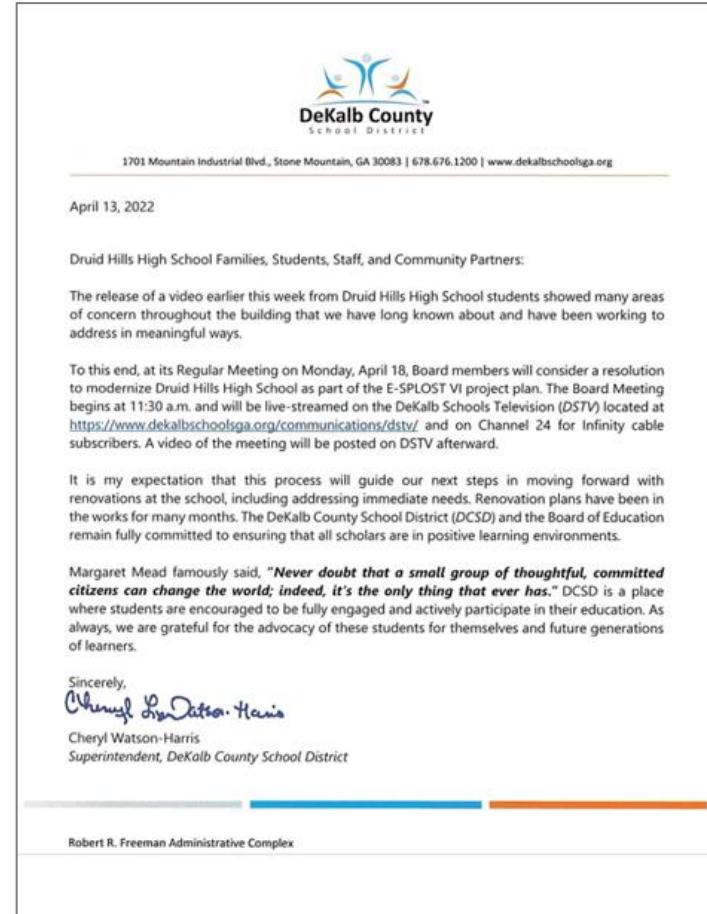 DeKalb County
School District
1701 Mountain Industrial Blvd., Stone Mountain, GA 30083 | 678.676.1200 | www.dekalbschoolsga.org
April 13, 2022
Druid Hills High School Families, Students, Staff, and Community Partners:
The release of a video earlier this week from Druid Hills High School students showed many areas
of concern throughout the building that we have long known about and have been working to
address in meaningful ways.
To this end, at its Regular Meeting on Monday, April 18, Board members will consider a resolution
to modernize Druid Hills High School as part of the E-SPLOST VI project plan. The Board Meeting
begins at 11:30 a.m. and will be live-streamed on the DeKalb Schools Television (DSTV) located at
https://www.dekalbschoolsga.org/communications/dstv/ and on Channel 24 for Infinity cable
subscribers. A video of the meeting will be posted on DSTV afterward.
It is my expectation that this process will guide our next steps in moving forward with
renovations at the school, including addressing immediate needs. Renovation plans have been in
the works for many months. The DeKalb County School District (DCSD) and the Board of Education
remain fully committed to ensuring that all scholars are in positive learning environments.
Margaret Mead famously said, "Never doubt that a small group of thoughtful, committed
citizens can change the world; indeed, it's the only thing that ever has." DCSD is a place
where students are encouraged to be fully engaged and actively participate in their education. As
always, we are grateful for the advocacy of these students for themselves and future generations
of learners.
Sincerely,
Cheryl Watson-Harris
Cheryl Watson-Harris
Superintendent, DeKalb County School District
Robert R. Freeman Administrative Complex